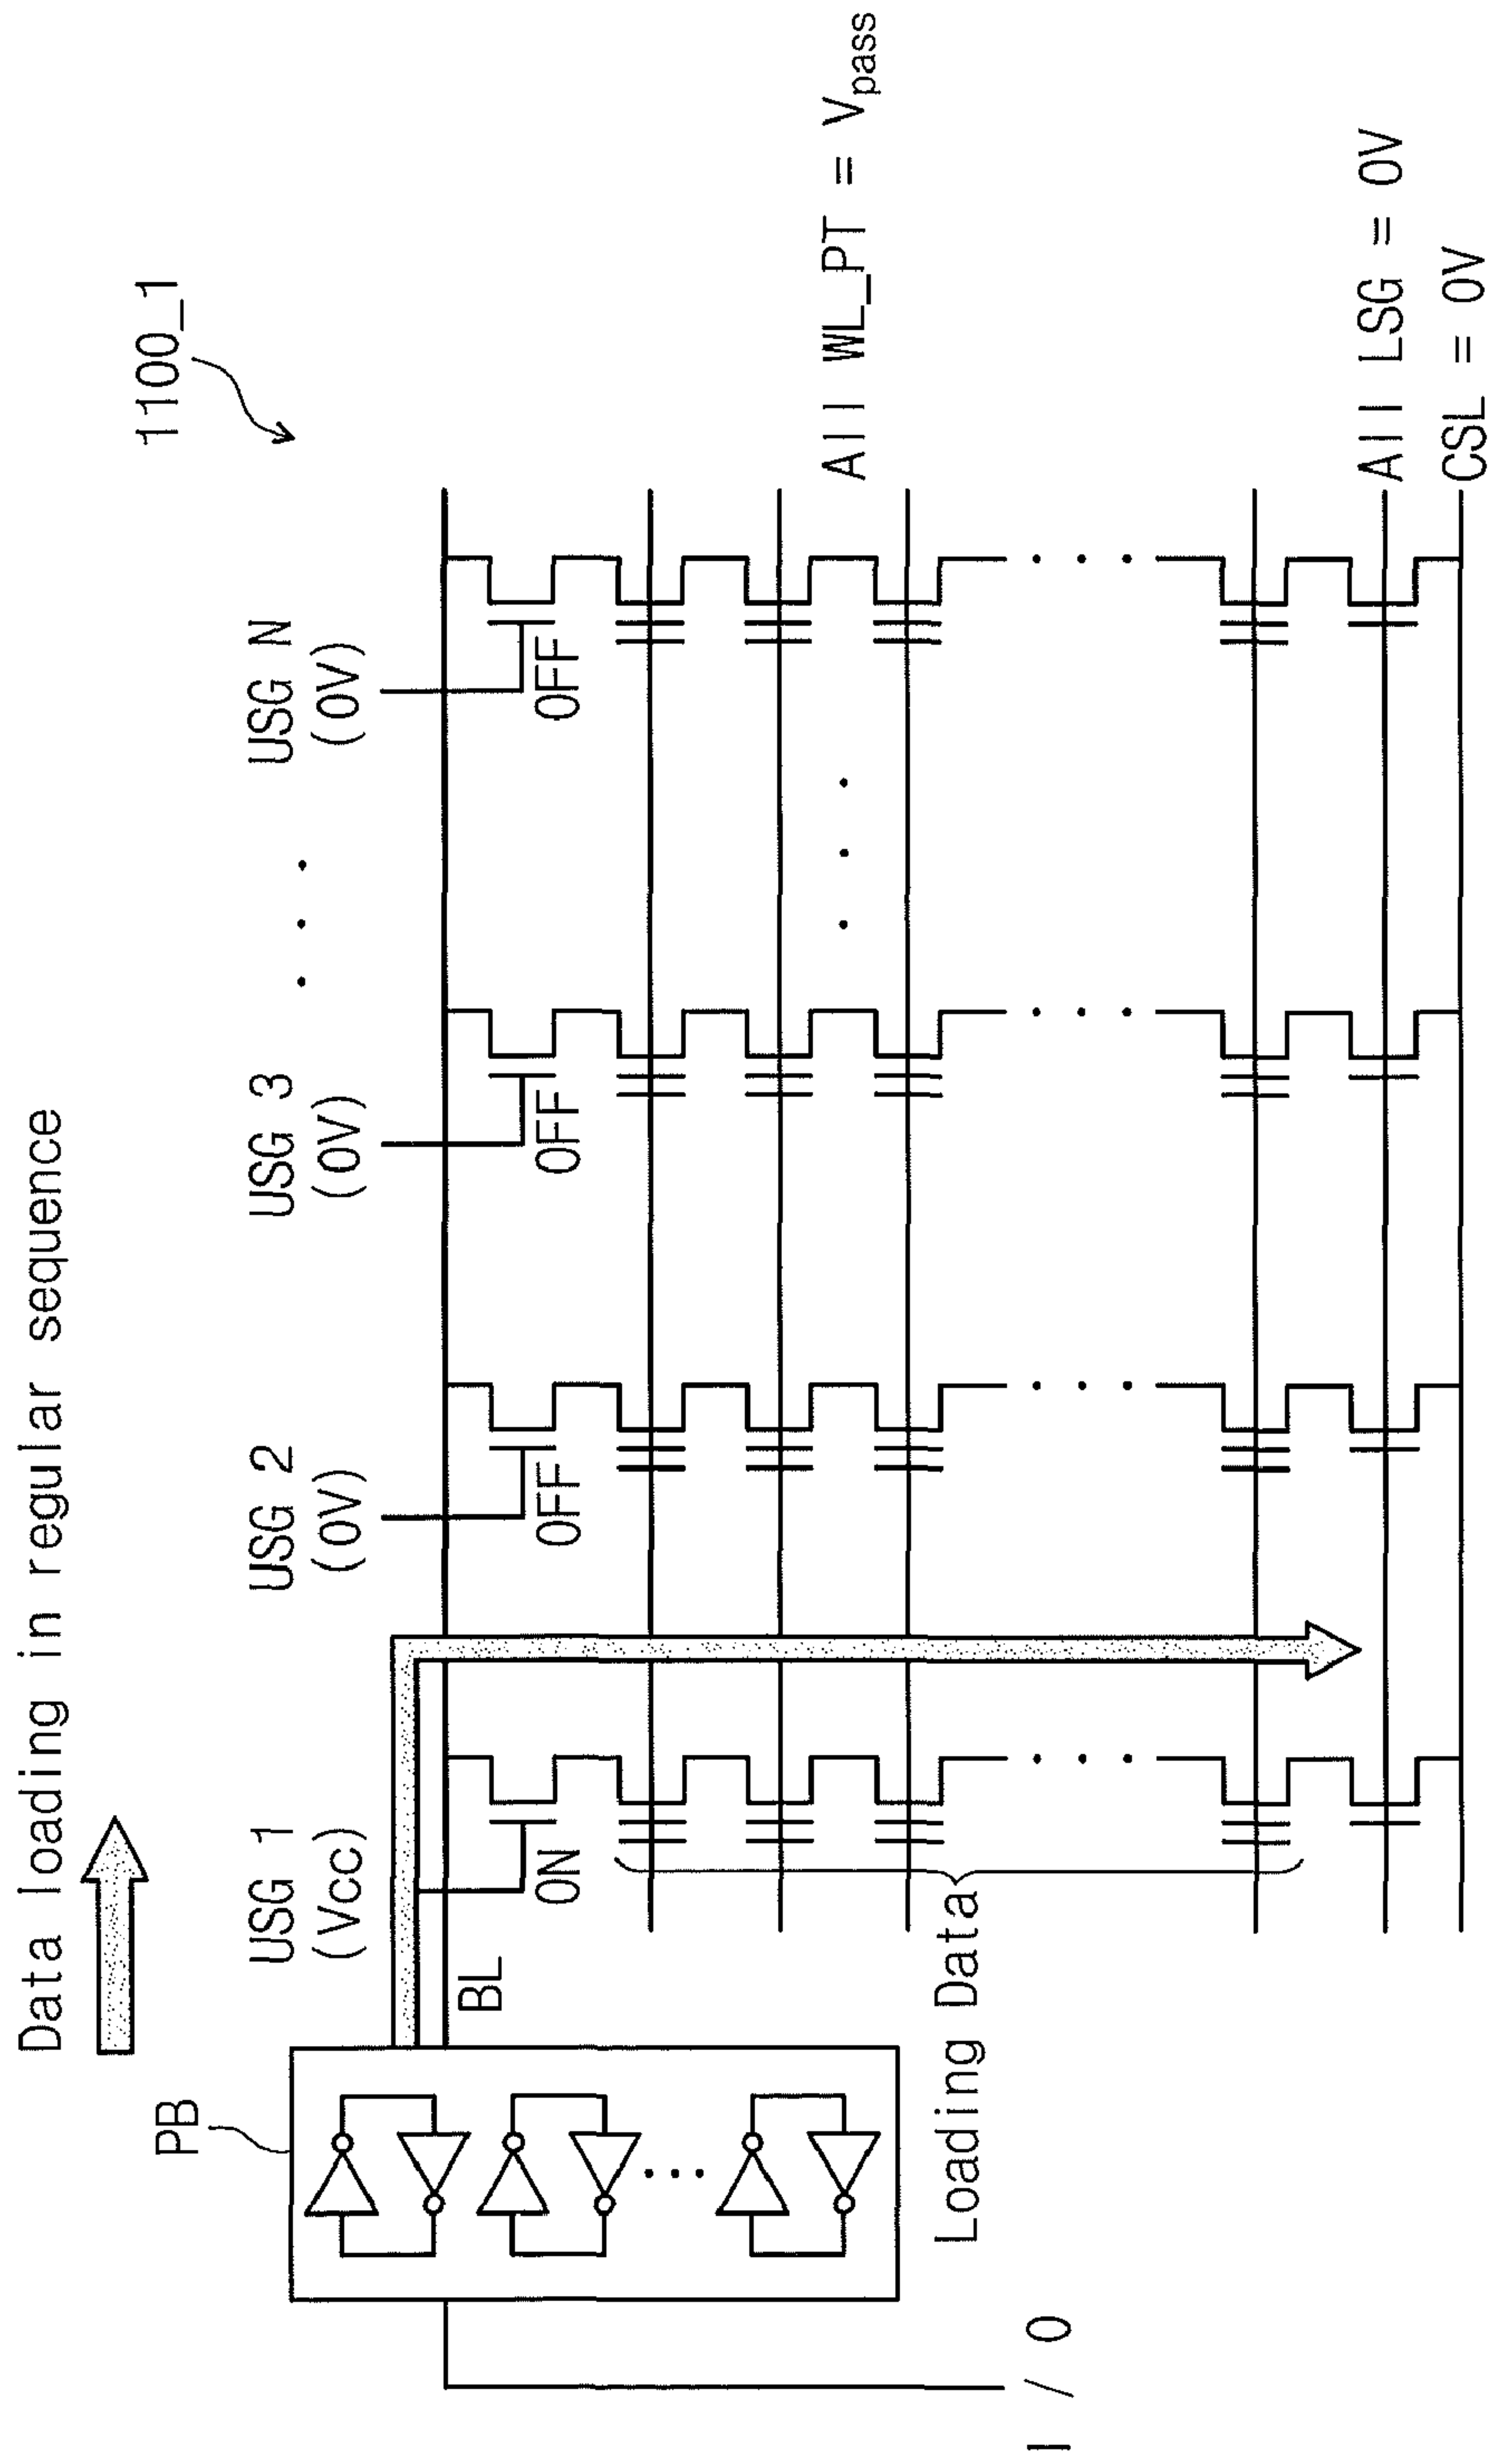 Data loading in regular sequence
1100_1
PB
USG 1
(Vcc)
USG 2
(0V)
USG 3
(0V)
. . .
USG N
(0V)
BL
ON
OFF
OFF
OFF
All WL_PT = Vpass
Loading Data
All LSG = 0V
CSL = 0V
I/O